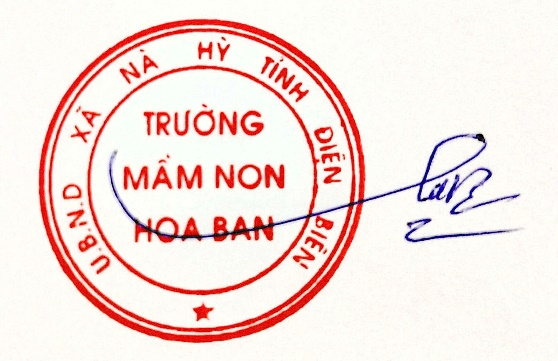 U.B.N.D XÃ NÀ HỲ TỈNH ĐIỆN BIÊN
TRƯỜNG
MẦM NON
HOA BAN